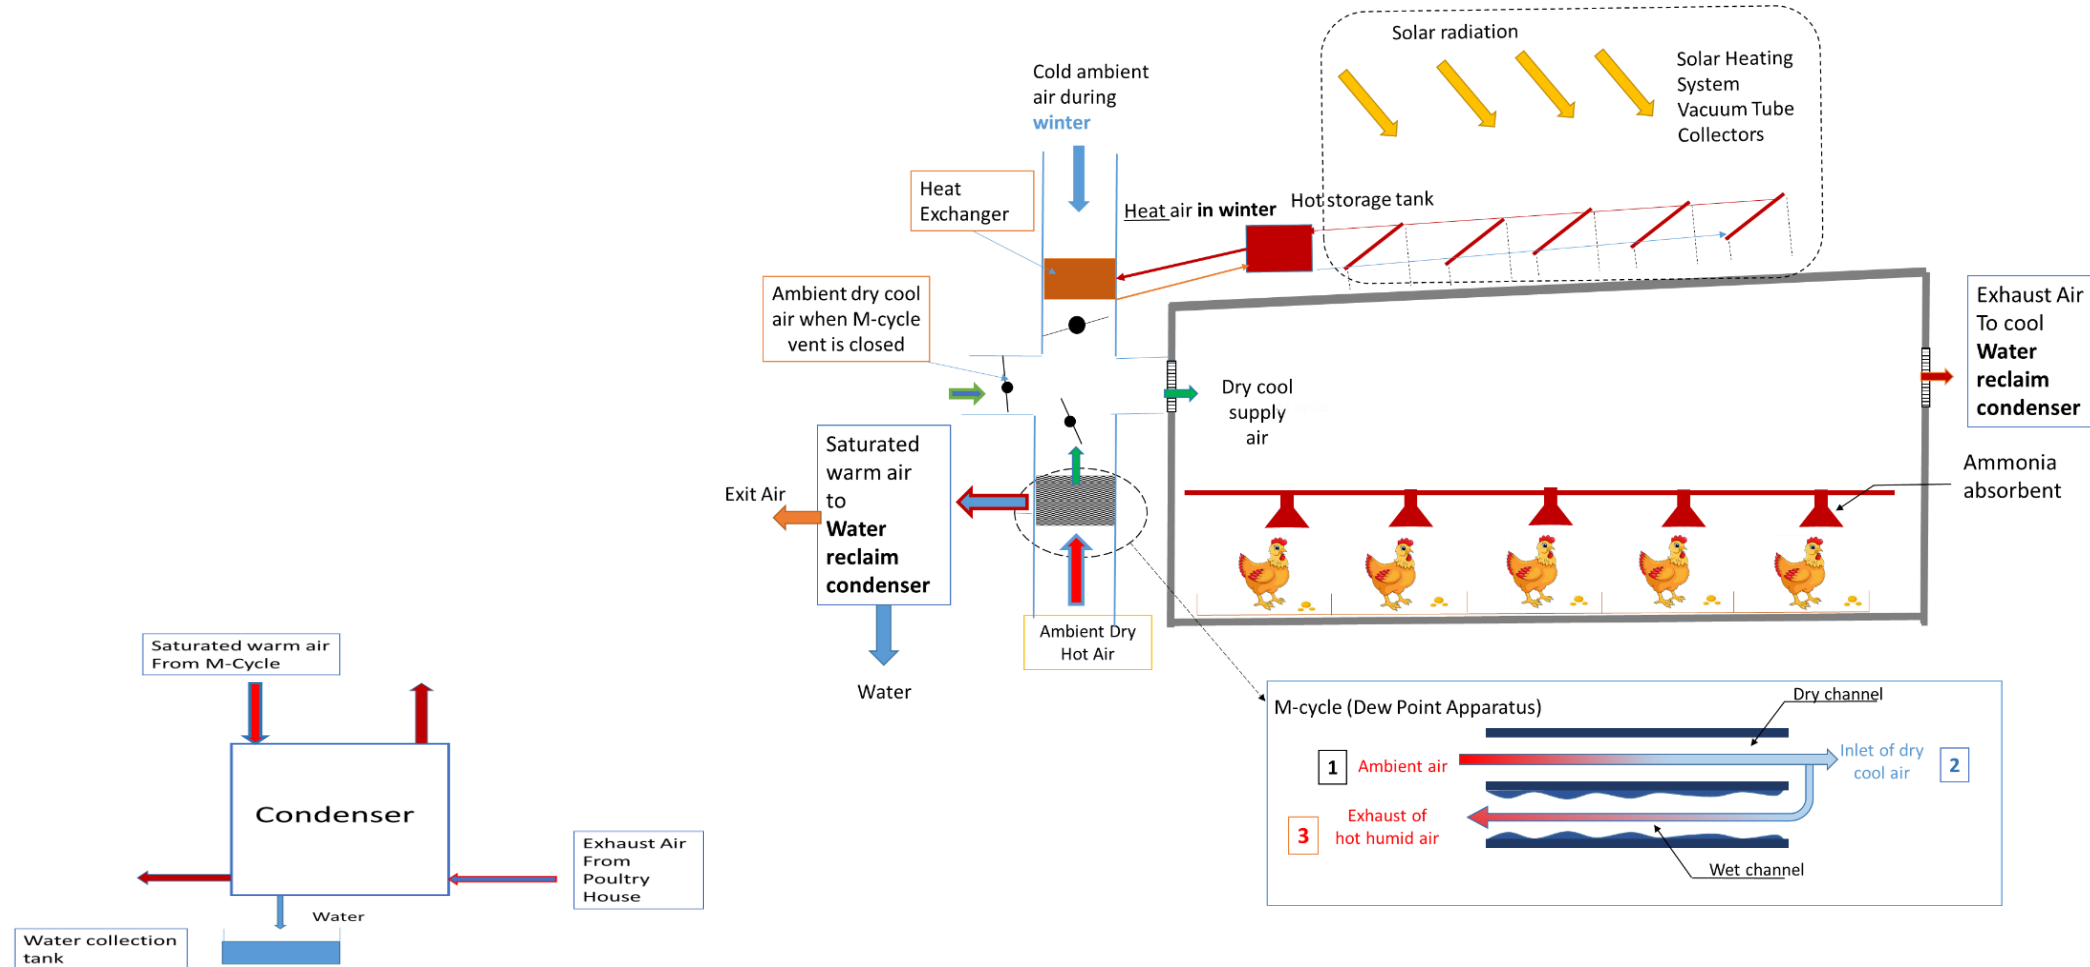 Solar radiation
Solar Heating
System
Vacuum Tube
Collectors
Cold ambient
air during
winter
Heat
Exchanger
Heat air in winter
Hot storage tank
Ambient dry cool
air when M-cycle
vent is closed
Exhaust Air
To cool
Water
reclaim
condenser
Dry cool
supply
air
Saturated
warm air
to
Water
reclaim
condenser
Exit Air
Ammonia
absorbent
Ambient Dry
Hot Air
Water
Saturated warm air
From M-Cycle
Condenser
Exhaust Air
From
Poultry
House
Water
Water collection
tank
M-cycle (Dew Point Apparatus)
Dry channel
1 Ambient air
Inlet of dry
cool air
2
3
Exhaust of
hot humid air
Wet channel